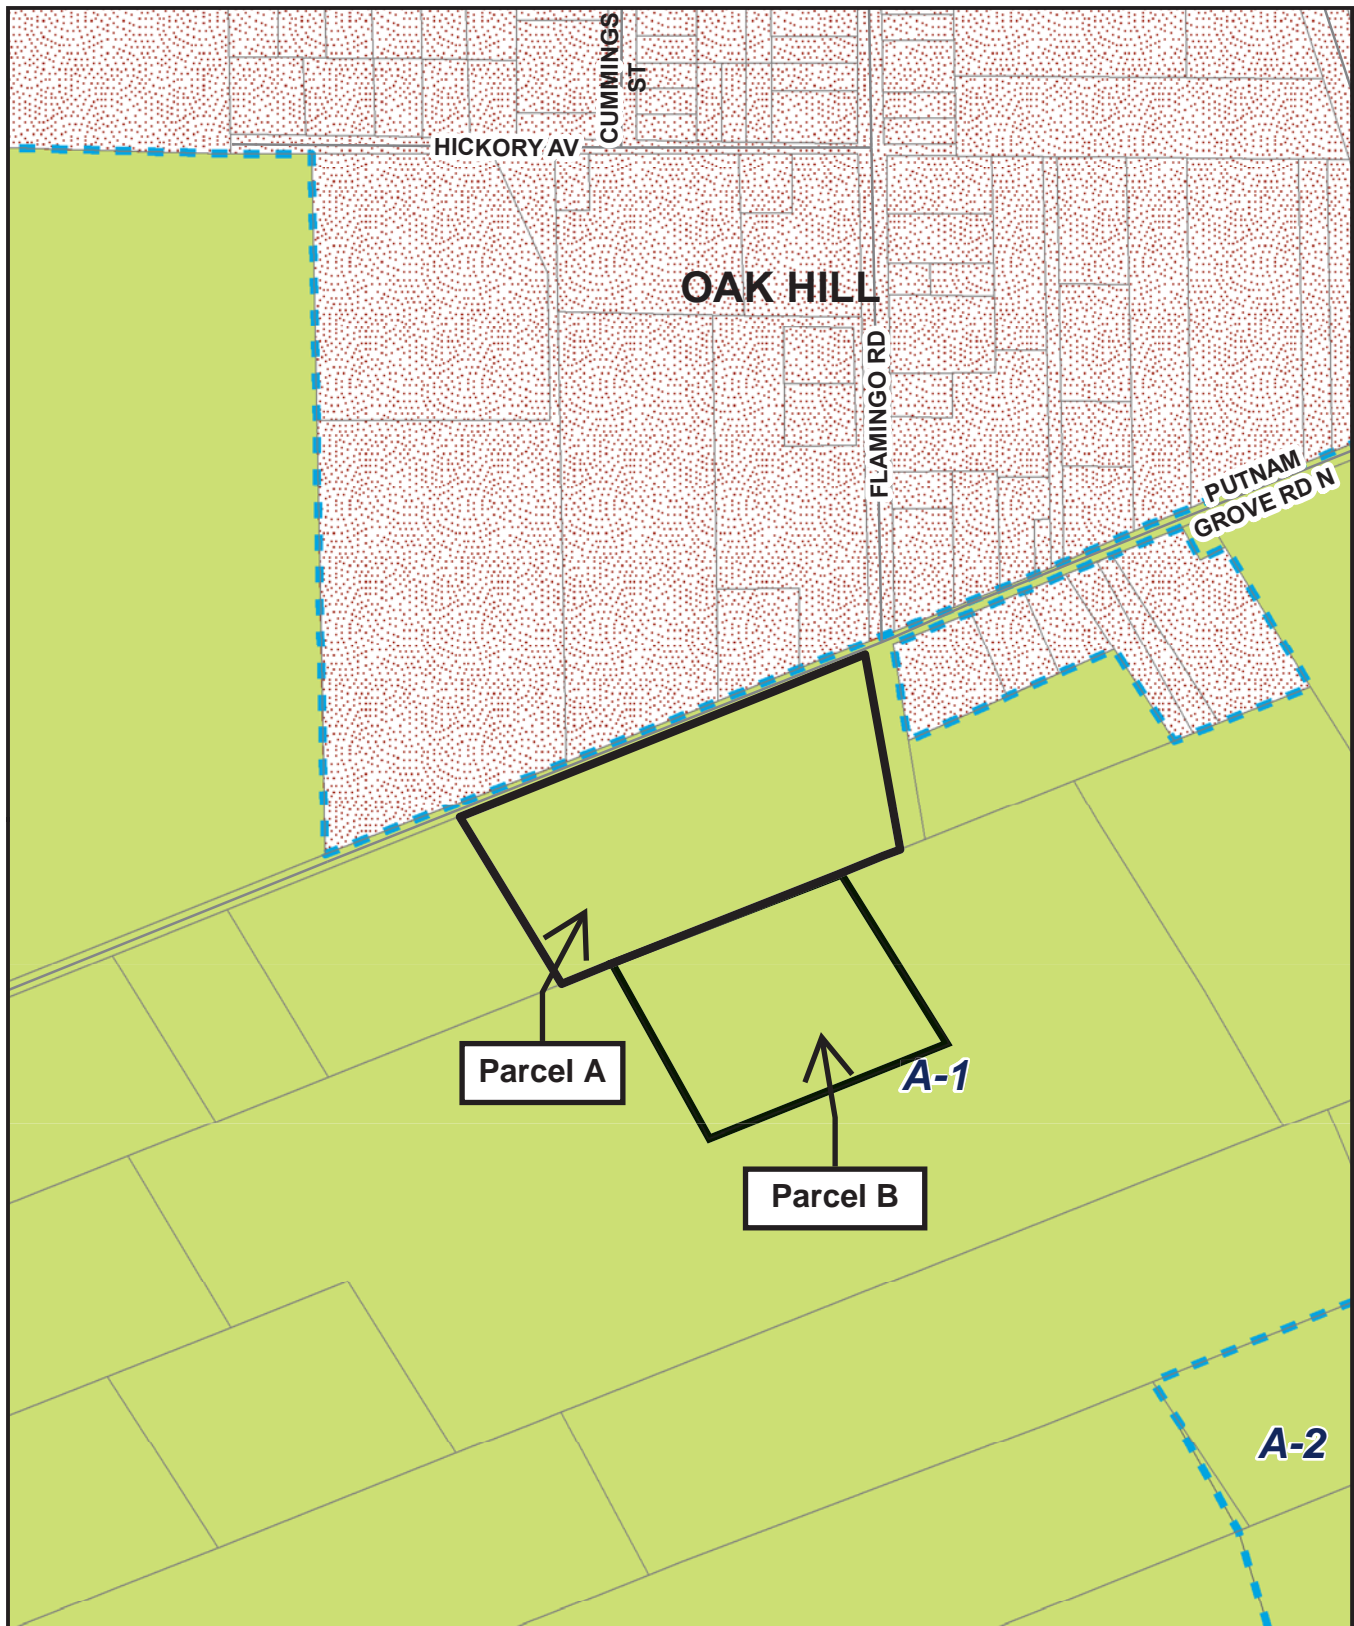 CUMMINGS
ST
HICKORY AV
OAK HILL
FLAMINGO RD
PUTNAM
GROVE RD N
Parcel A
A-1
Parcel B
A-2